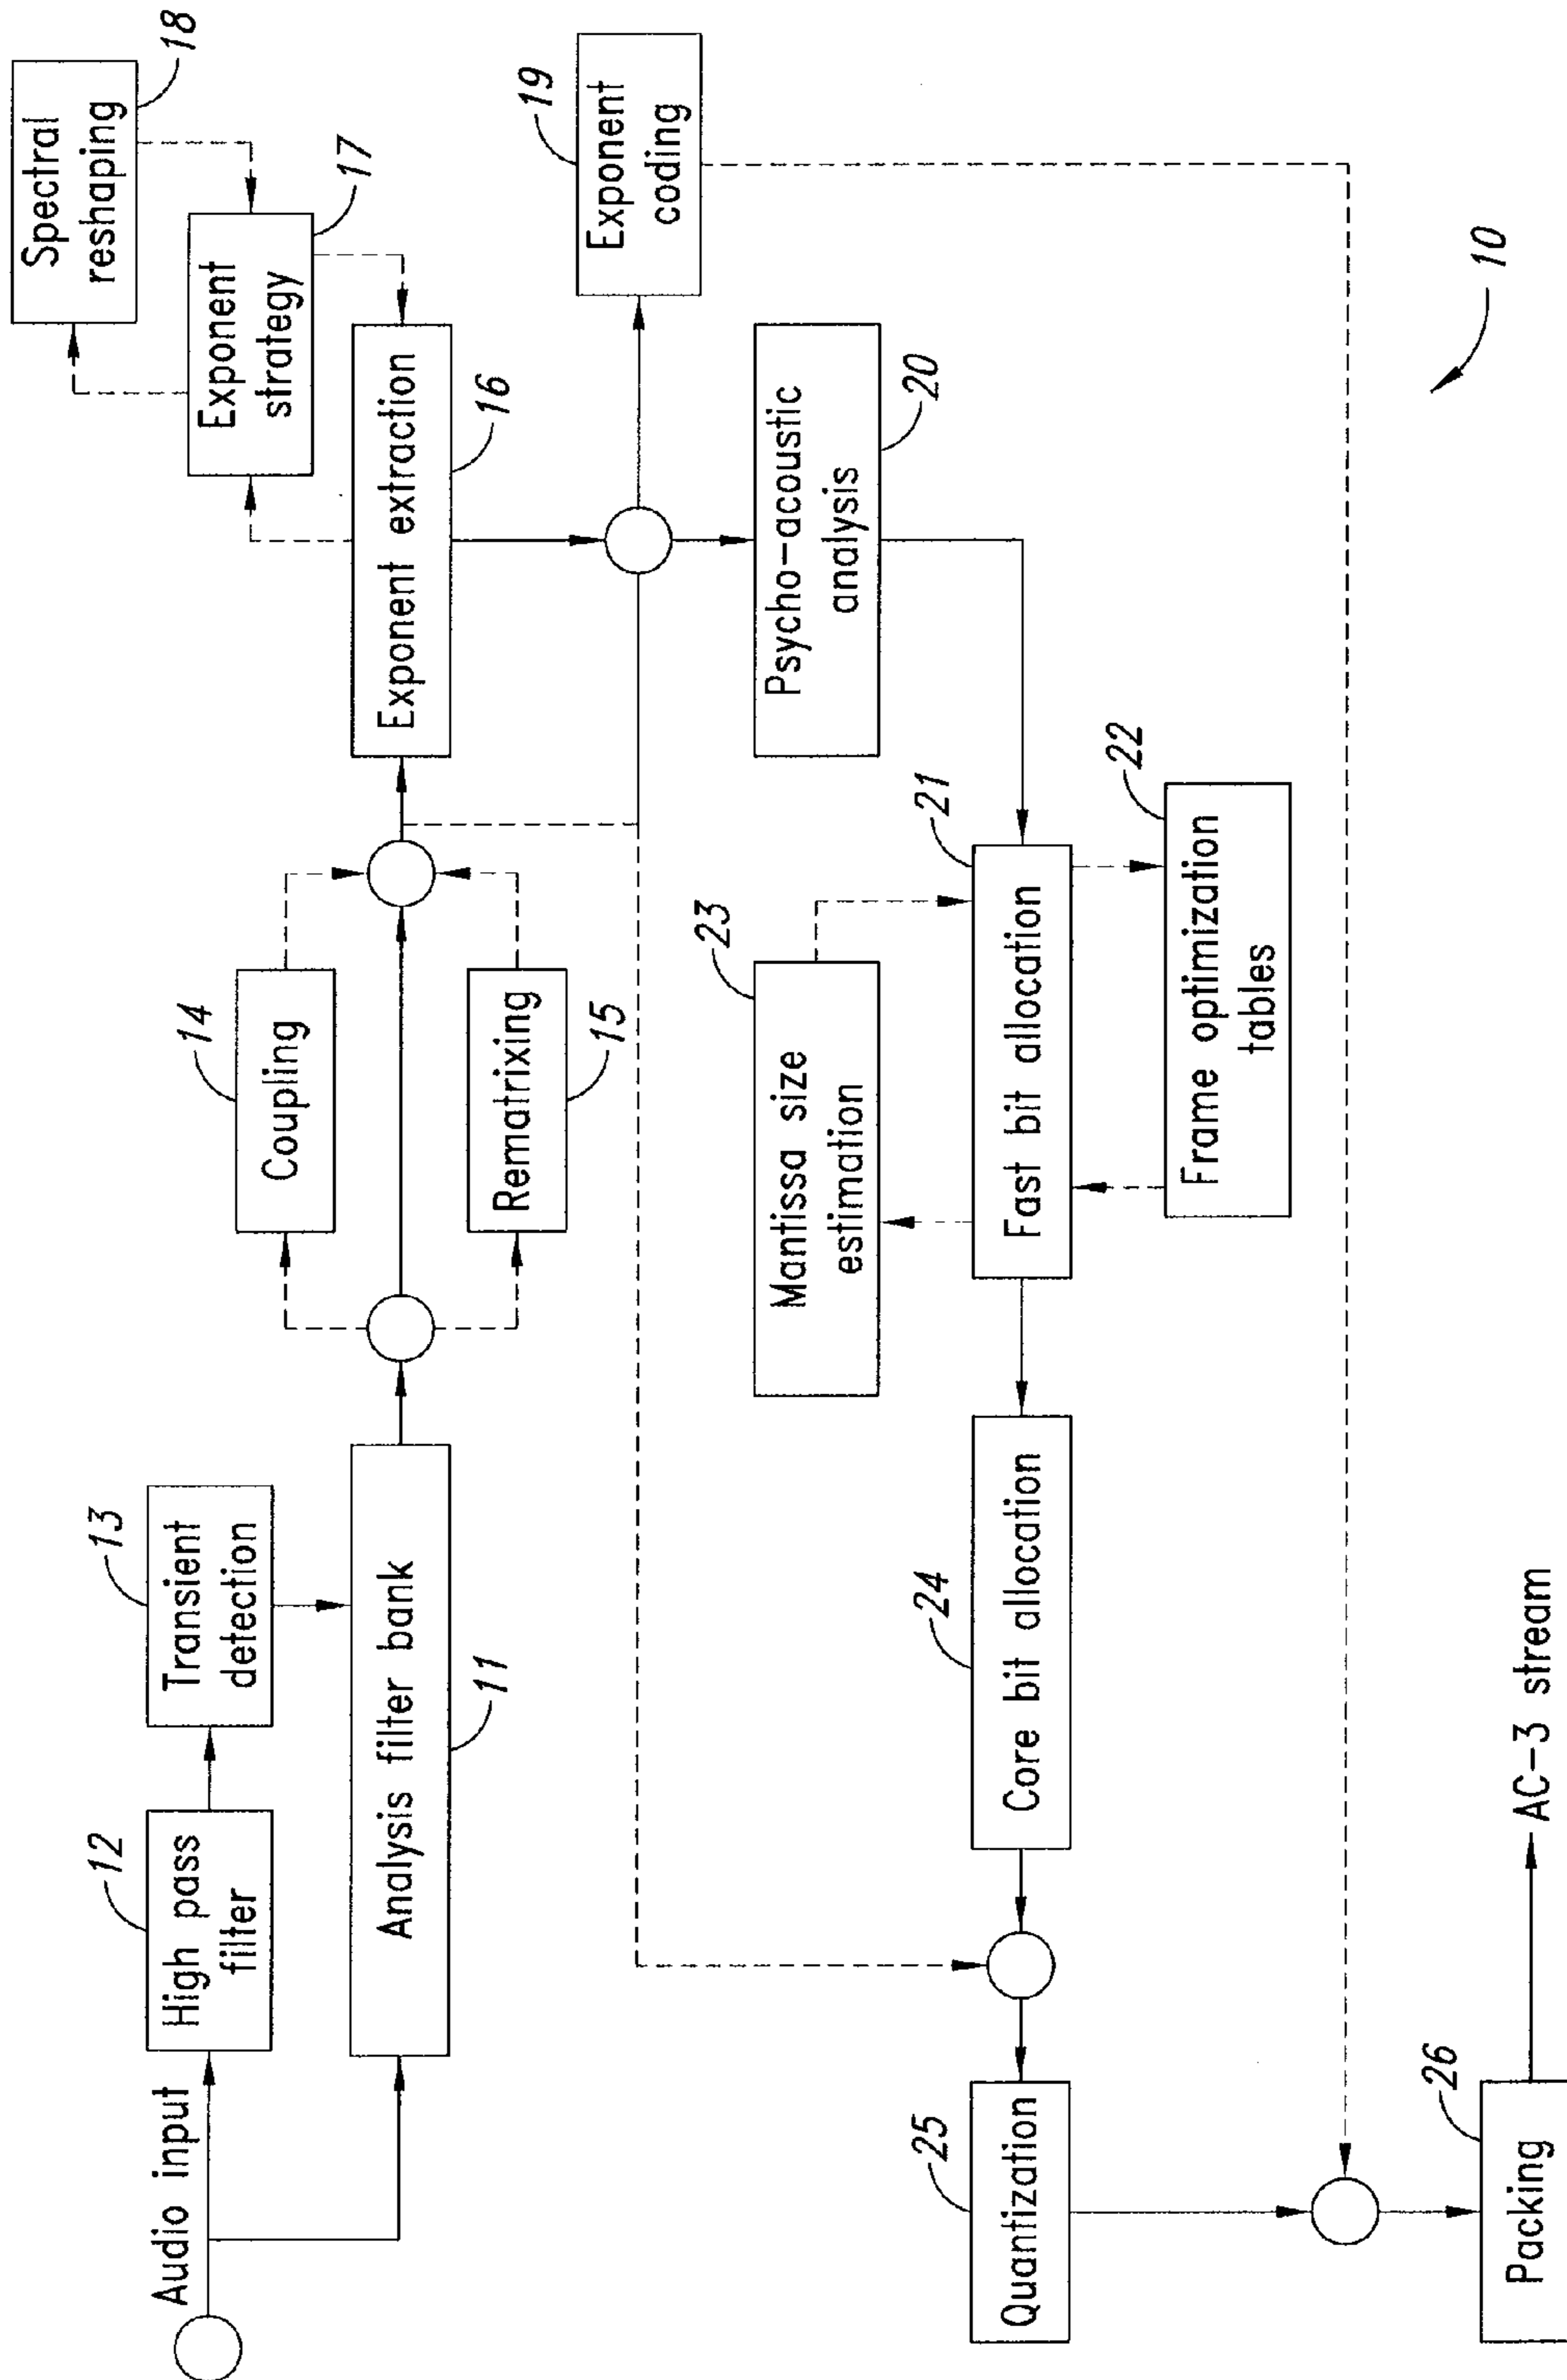 Audio input
12
High pass
filter
13
Transient
detection
Analysis filter bank
11
14
Coupling
Rematrixing
15
Spectral
reshaping
18
Exponent
strategy
17
Exponent extraction
16
19
Exponent
coding
Psycho-acoustic
analysis
20
23
Mantissa size
estimation
21
Fast bit allocation
22
Frame optimization
tables
24
Core bit allocation
25
Quantization
26
Packing
AC-3 stream
10